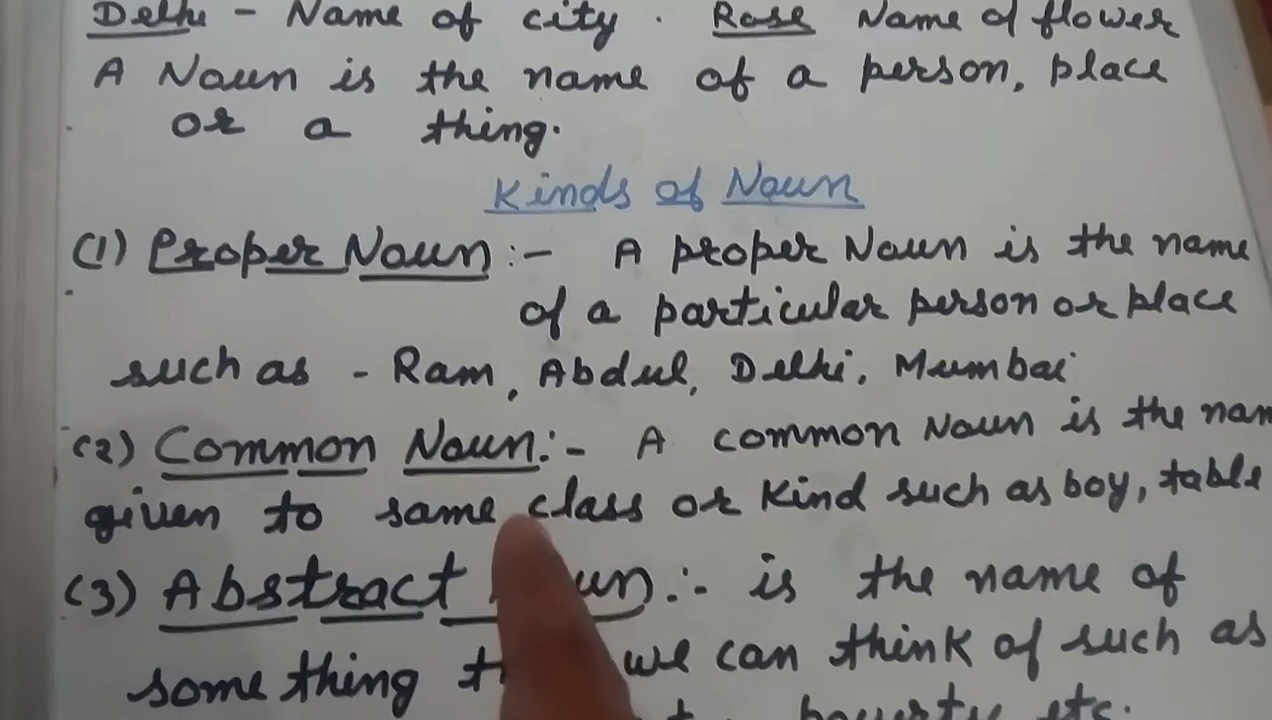 Delhi - Name of city . Rose Name of flower
A Noun is the name of a person, place
or a thing.
Kinds of Noun
(1) Proper Noun :- A proper Noun is the name
of a particular person or place
such as - Ram, Abdul, Delhi, Mumbai
(2) Common Noun :- A common Noun is the nam
given to same class or kind such as boy, table
(3) Abstract un :- is the name of
some thing we can think of such as
etc.